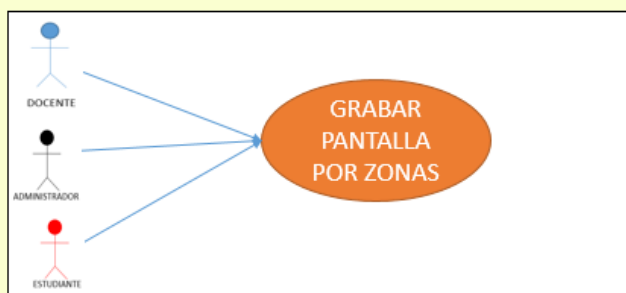 DOCENTE
ADMINISTRADOR
ESTUDIANTE
GRABAR
PANTALLA
POR ZONAS